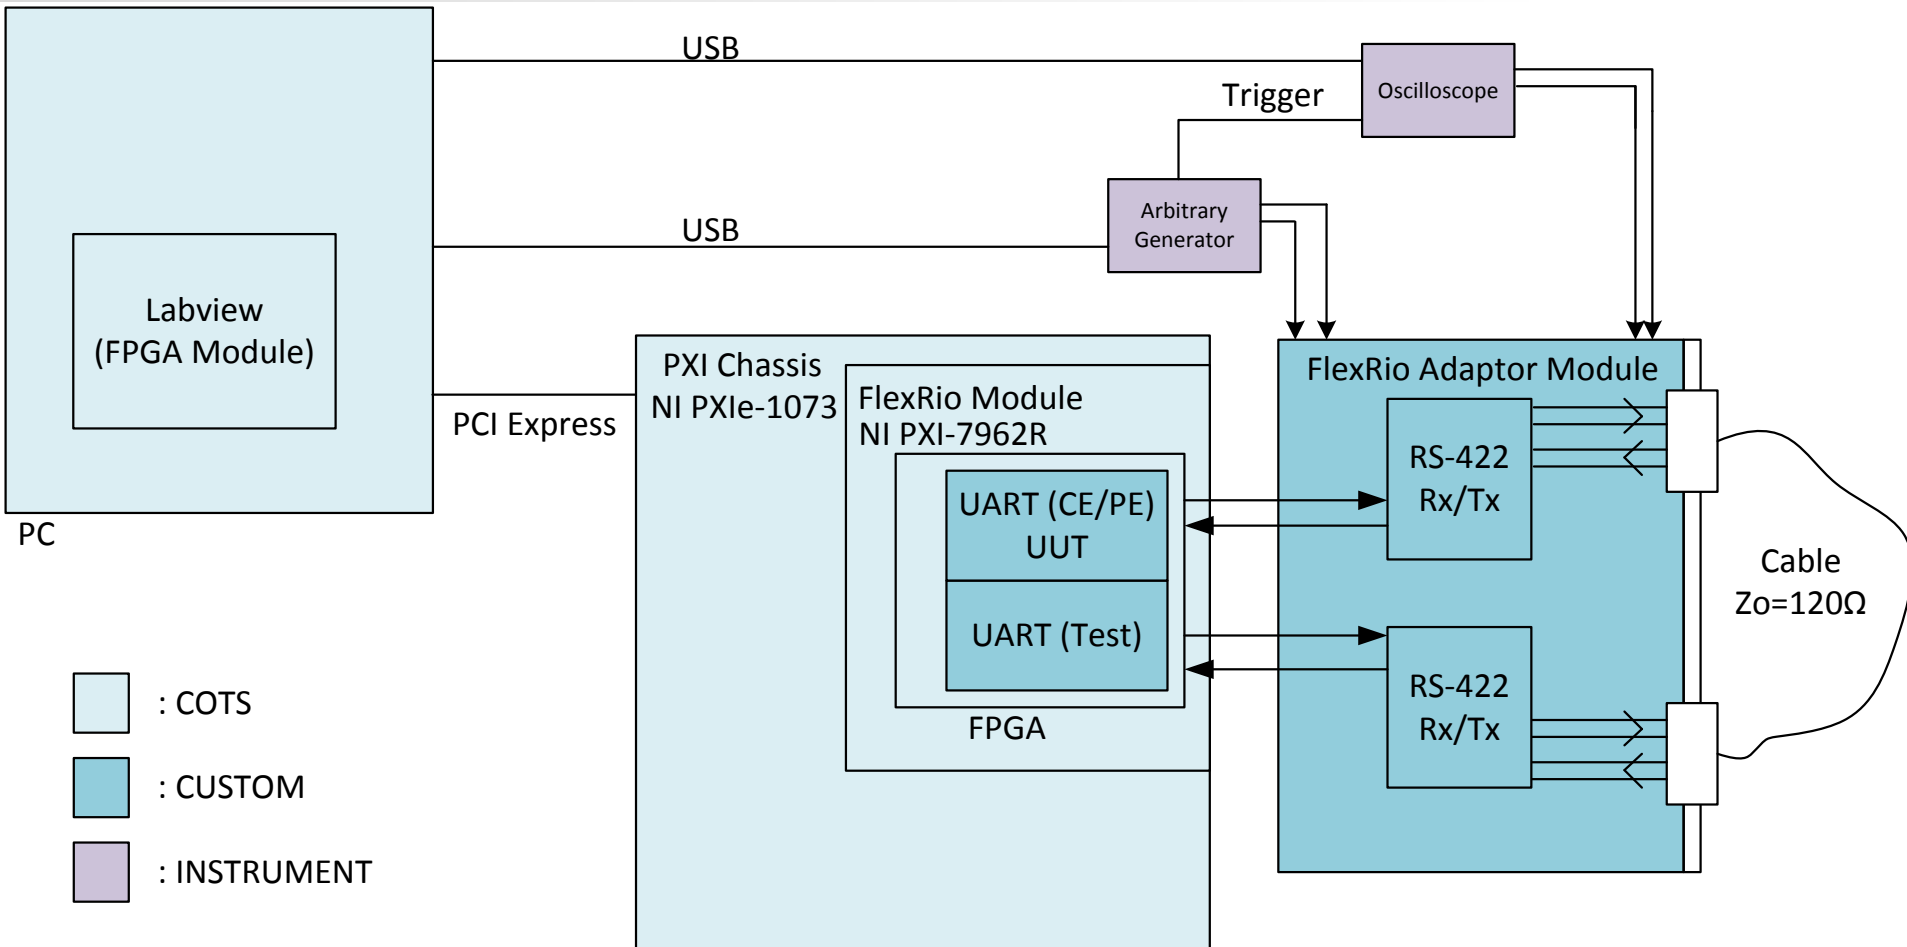 USB
Oscilloscope
Trigger
Arbitrary
Generator
USB
Labview
(FPGA Module)
PC
PCI Express
PXI Chassis
NI PXIe-1073
FlexRio Module
NI PXI-7962R
UART (CE/PE)
UUT
UART (Test)
FPGA
FlexRio Adaptor Module
RS-422
Rx/Tx
RS-422
Rx/Tx
Cable
Zo=120Ω
: COTS
: CUSTOM
: INSTRUMENT